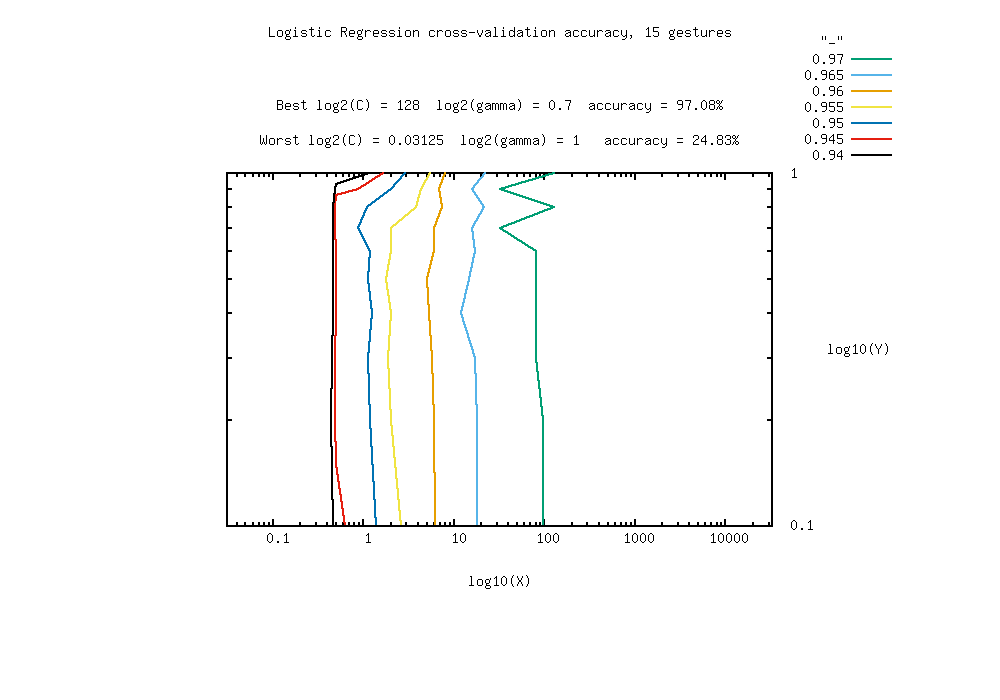 Logistic Regression cross-validation accuracy, 15 gestures
"_"
0.97
0.965
0.96
0.955
0.95
0.945
0.94
Best log2(C) = 128  log2(gamma) = 0.7  accuracy = 97.08%
Worst log2(C) = 0.03125  log2(gamma) = 1   accuracy = 24.83%
1
log10(Y)
0.1
0.1 1 10 100 1000 10000
log10(X)